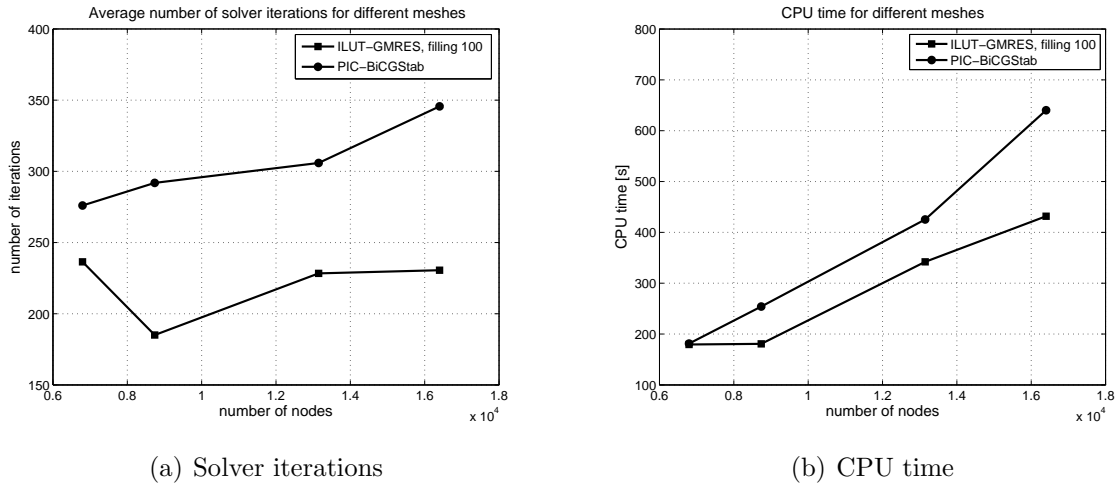 Average number of solver iterations for different meshes
400
350
300
250
200
150
number of iterations
ILUT−GMRES, filling 100
PIC−BiCGStab
0.6 0.8 1 1.2 1.4 1.6 1.8
number of nodes
x 10⁴
(a) Solver iterations
CPU time for different meshes
800
700
600
500
400
300
200
100
CPU time [s]
ILUT−GMRES, filling 100
PIC−BiCGStab
0.6 0.8 1 1.2 1.4 1.6 1.8
number of nodes
x 10⁴
(b) CPU time